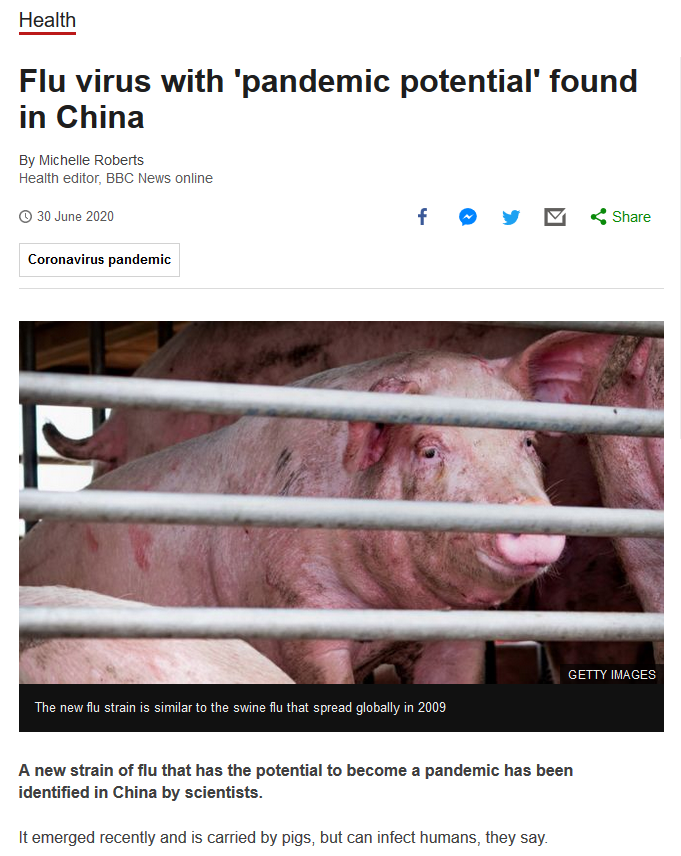 Health
Flu virus with 'pandemic potential' found
in China
By Michelle Roberts
Health editor, BBC News online
30 June 2020
Share
Coronavirus pandemic
GETTY IMAGES
The new flu strain is similar to the swine flu that spread globally in 2009
A new strain of flu that has the potential to become a pandemic has been
identified in China by scientists.
It emerged recently and is carried by pigs, but can infect humans, they say.